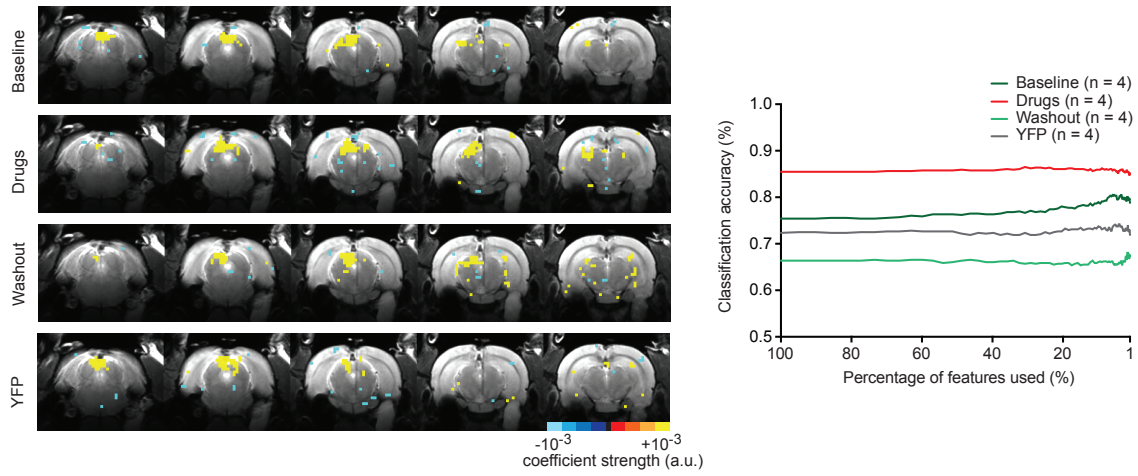 Baseline
Drugs
Washout
YFP
-10-3
+10-3
coefficient strength (a.u.)
Baseline (n = 4)
Drugs (n = 4)
Washout (n = 4)
YFP (n = 4)
Classification accuracy (%)
1.0
0.9
0.8
0.7
0.6
0.5
100
80
60
40
20
1
Percentage of features used (%)